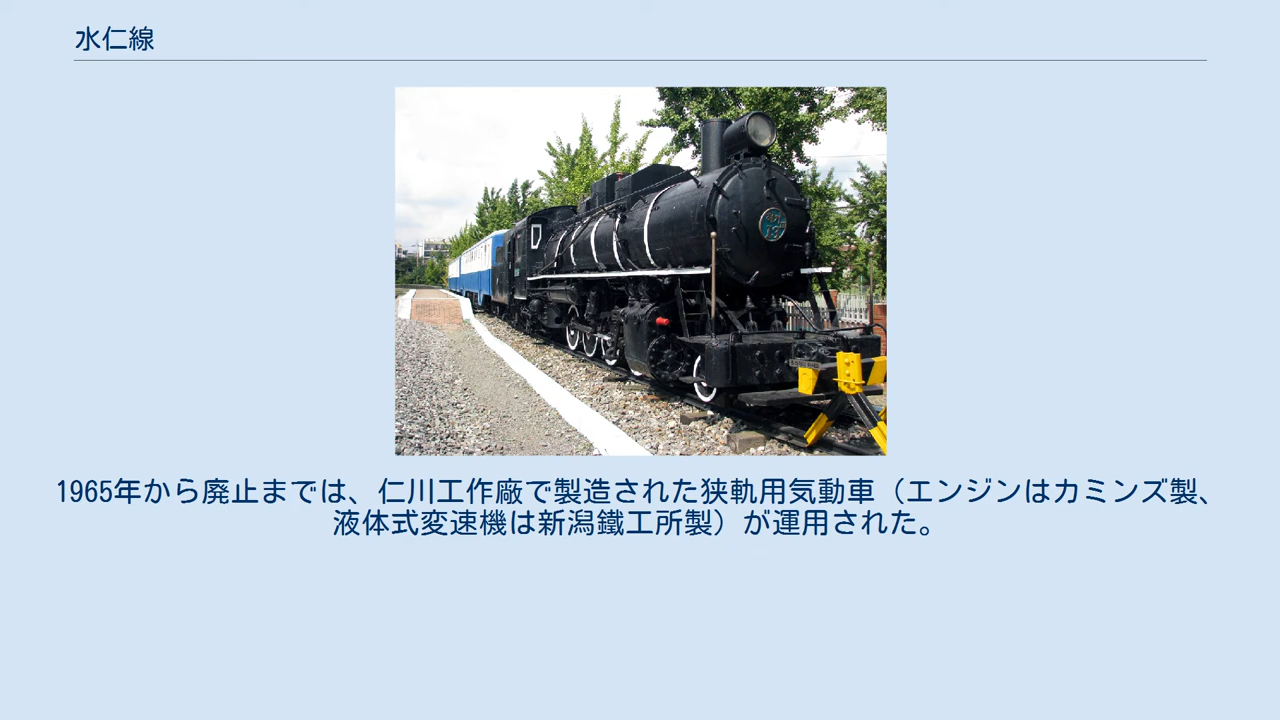 水仁線
1965年から廃止までは、仁川工作廠で製造された狭軌用気動車（エンジンはカミンズ製、
液体式変速機は新潟鐵工所製）が運用された。